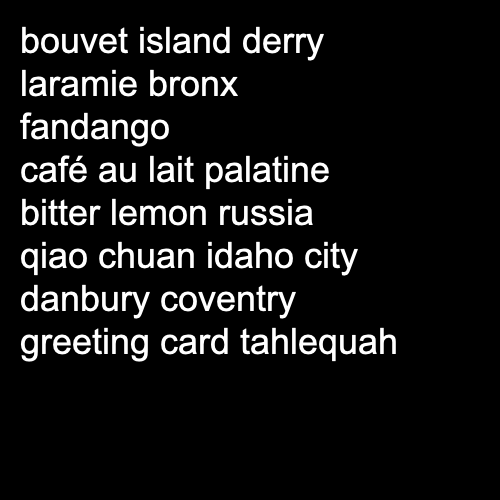 bouvet island derry
laramie bronx
fandango
café au lait palatine
bitter lemon russia
qiao chuan idaho city
danbury coventry
greeting card tahlequah